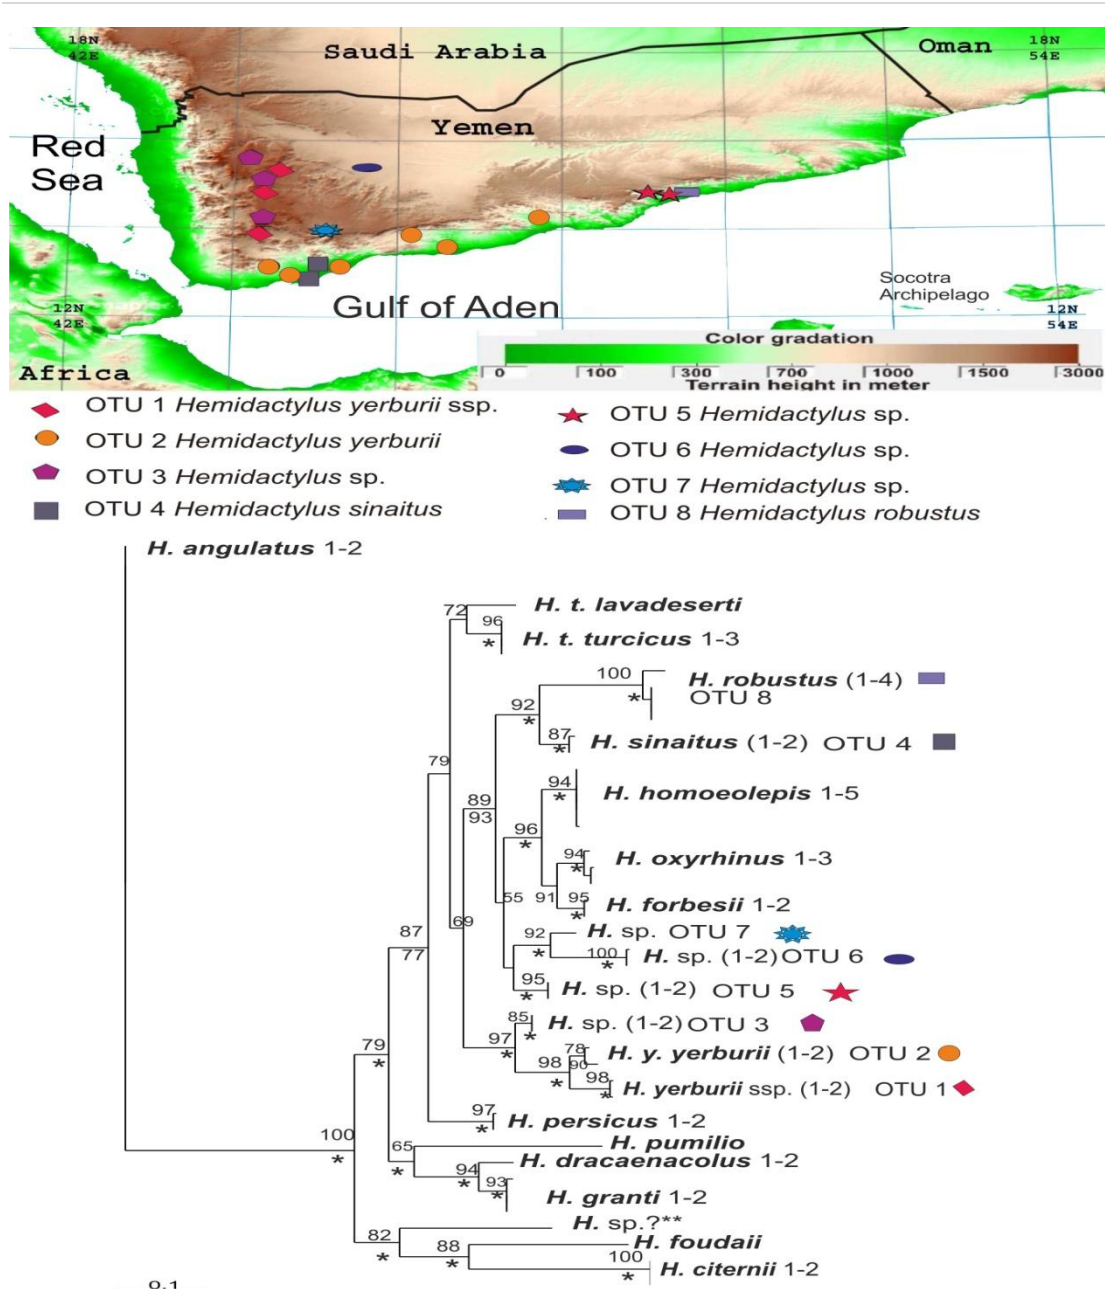 18N
42E
Saudi Arabia
Oman
18N
54E
Yemen
Red
Sea
Gulf of Aden
Socotra
Archipelago
12N
42E
12N
54E
Africa
Color gradation
0 100 300 700 1000 1500 3000
Terrain height in meter
OTU 1 Hemidactylus yerburii ssp.
OTU 2 Hemidactylus yerburii
OTU 3 Hemidactylus sp.
OTU 4 Hemidactylus sinaitus
OTU 5 Hemidactylus sp.
OTU 6 Hemidactylus sp.
OTU 7 Hemidactylus sp.
OTU 8 Hemidactylus robustus
H. angulatus 1-2
72 H. t. lavadeserti
96
* H. t. turcicus 1-3
100 H. robustus (1-4)
* OTU 8
92
*
87 H. sinaitus (1-2) OTU 4
*
79
94 H. homoeolepis 1-5
*
89
93
96
*
94 H. oxyrhinus 1-3
*
91 95 H. forbesii 1-2
*
55
69
92 H. sp. OTU 7
*
100 H. sp. (1-2) OTU 6
*
87
77
95 H. sp. (1-2) OTU 5
*
85 H. sp. (1-2) OTU 3
*
97
*
78 H. y. yerburii (1-2) OTU 2
90
98
*
98 H. yerburii ssp. (1-2) OTU 1
*
79
*
97 H. persicus 1-2
*
100
*
65 H. pumilio
*
94 H. dracaenacolus 1-2
*
93 H. granti 1-2
*
82 H. sp.?**
*
88 H. foudaii
*
100 H. citernii 1-2
*
0.1